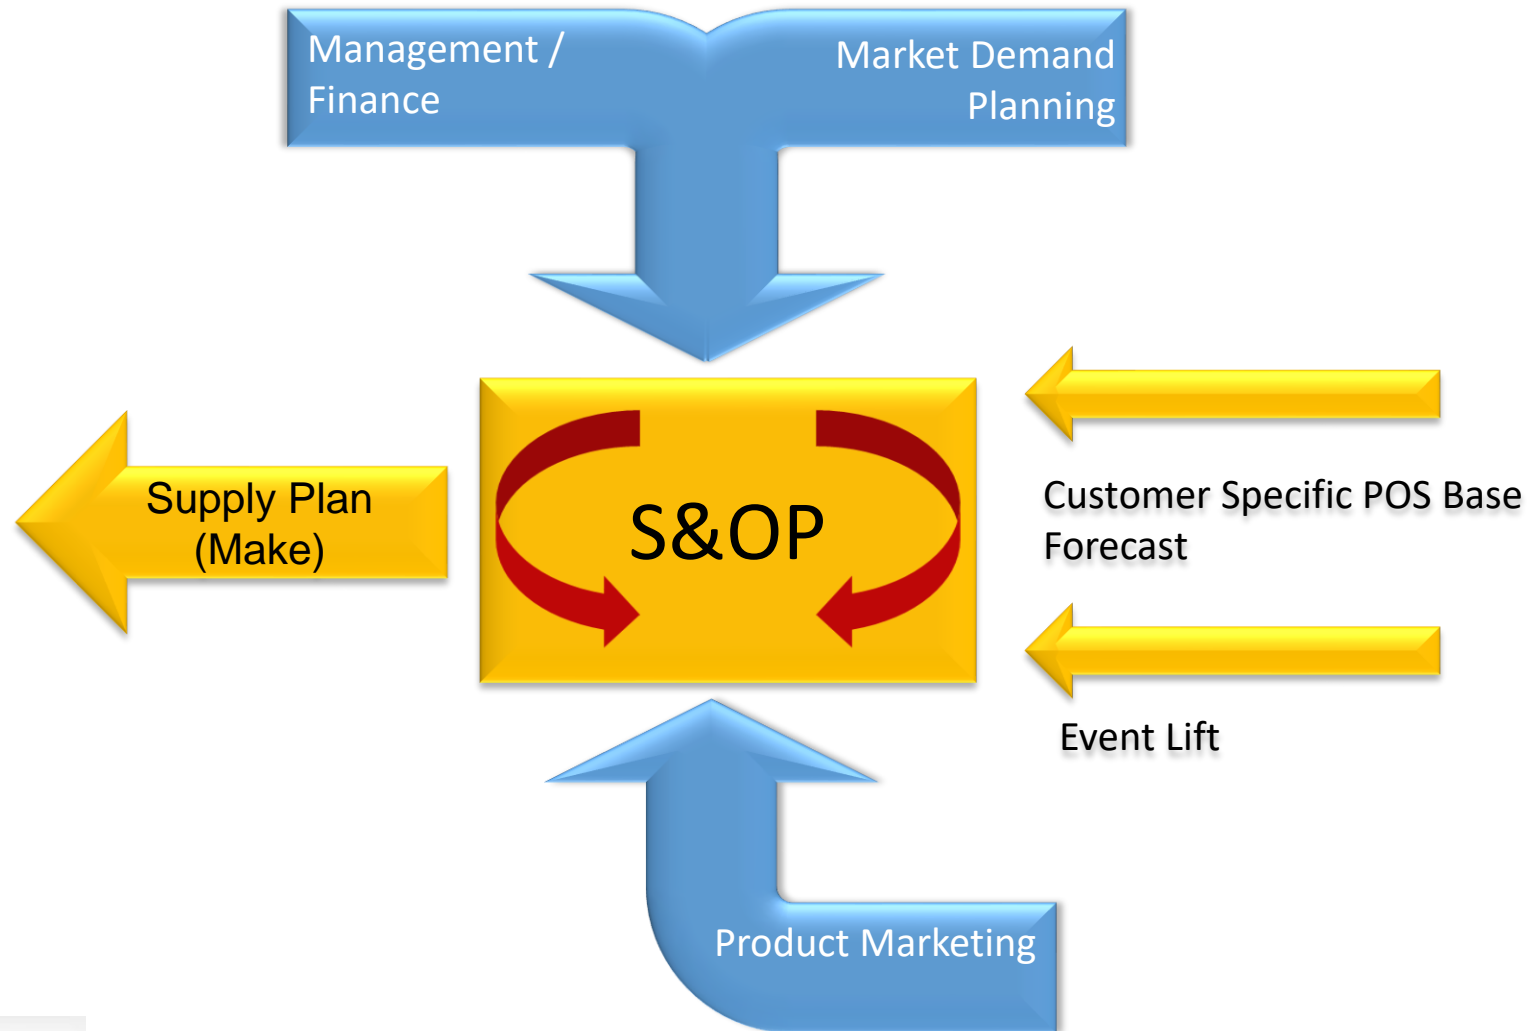 Management /
Finance
Market Demand
Planning
Supply Plan
(Make)
S&OP
Customer Specific POS Base
Forecast
Event Lift
Product Marketing